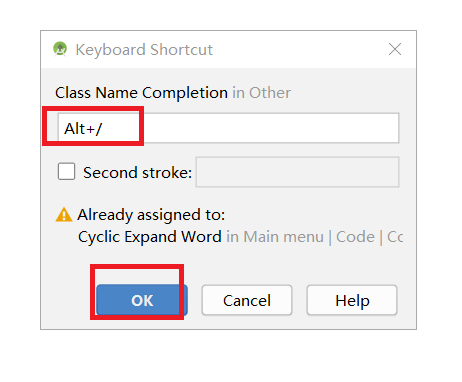 Keyboard Shortcut
Class Name Completion in Other
Alt+/
Second stroke:
Already assigned to:
Cyclic Expand Word in Main menu | Code | Co
OK Cancel Help